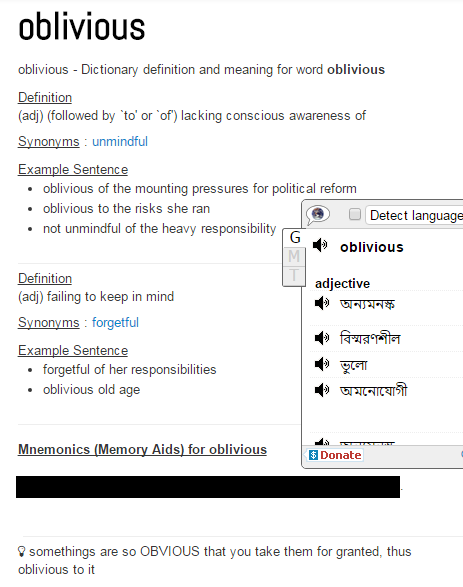 oblivious
oblivious - Dictionary definition and meaning for word oblivious
Definition
(adj) (followed by `to' or `of') lacking conscious awareness of
Synonyms : unmindful
Example Sentence
• oblivious of the mounting pressures for political reform
• oblivious to the risks she ran
• not unmindful of the heavy responsibility
Definition
(adj) failing to keep in mind
Synonyms : forgetful
Example Sentence
• forgetful of her responsibilities
• oblivious old age
Mnemonics (Memory Aids) for oblivious
somethings are so OBVIOUS that you take them for granted, thus
oblivious to it
Detect language
G
M
T
oblivious
adjective
অন্যমনস্ক
বিস্মরণশীল
ভুলো
অমনোযোগী
Donate